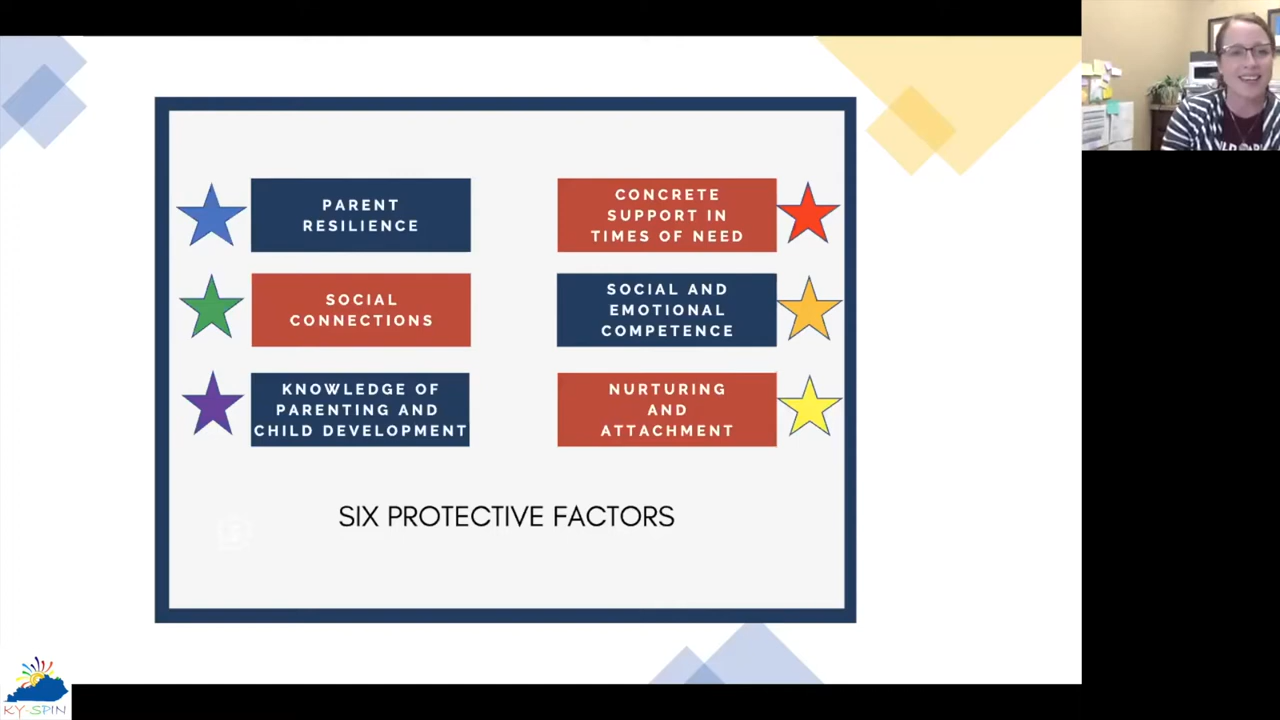 PARENT
RESILIENCE
CONCRETE
SUPPORT IN
TIMES OF NEED
SOCIAL
CONNECTIONS
SOCIAL AND
EMOTIONAL
COMPETENCE
KNOWLEDGE OF
PARENTING AND
CHILD DEVELOPMENT
NURTURING
AND
ATTACHMENT
SIX PROTECTIVE FACTORS
KY-SPIN